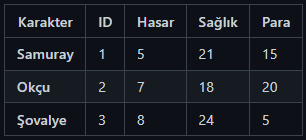 Karakter ID Hasar Sağlık Para
Samuray 1 5 21 15
Okçu 2 7 18 20
Şovalye 3 8 24 5